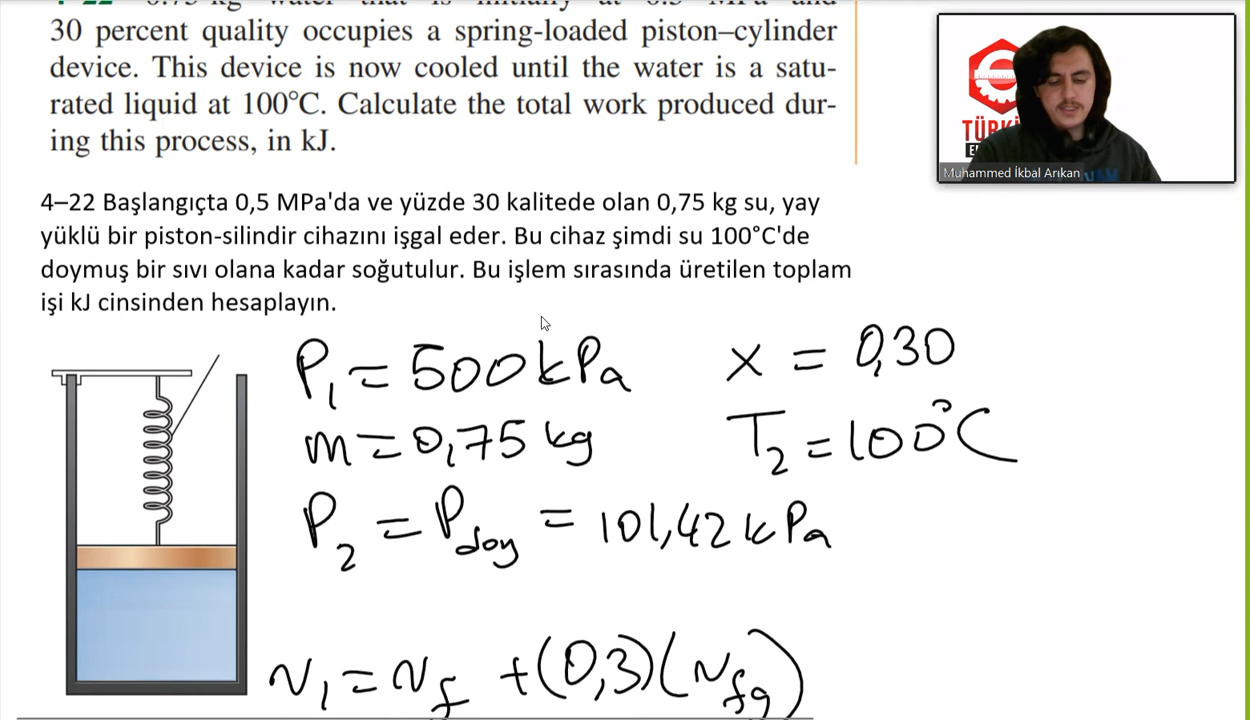 30 percent quality occupies a spring-loaded piston–cylinder
device. This device is now cooled until the water is a satu-
rated liquid at 100°C. Calculate the total work produced dur-
ing this process, in kJ.
TÜRK
Muhammed İkbal Arıkan
4–22 Başlangıçta 0,5 MPa'da ve yüzde 30 kalitede olan 0,75 kg su, yay
yüklü bir piston-silindir cihazını işgal eder. Bu cihaz şimdi su 100°C'de
doymuş bir sıvı olana kadar soğutulur. Bu işlem sırasında üretilen toplam
işi kJ cinsinden hesaplayın.
P₁ = 500 kPa x = 0,30
m = 0,75 kg T₂ = 100°C
P₂ = Pdoy = 101,42 kPa
v₁ = vf + (0,3)(vfg)